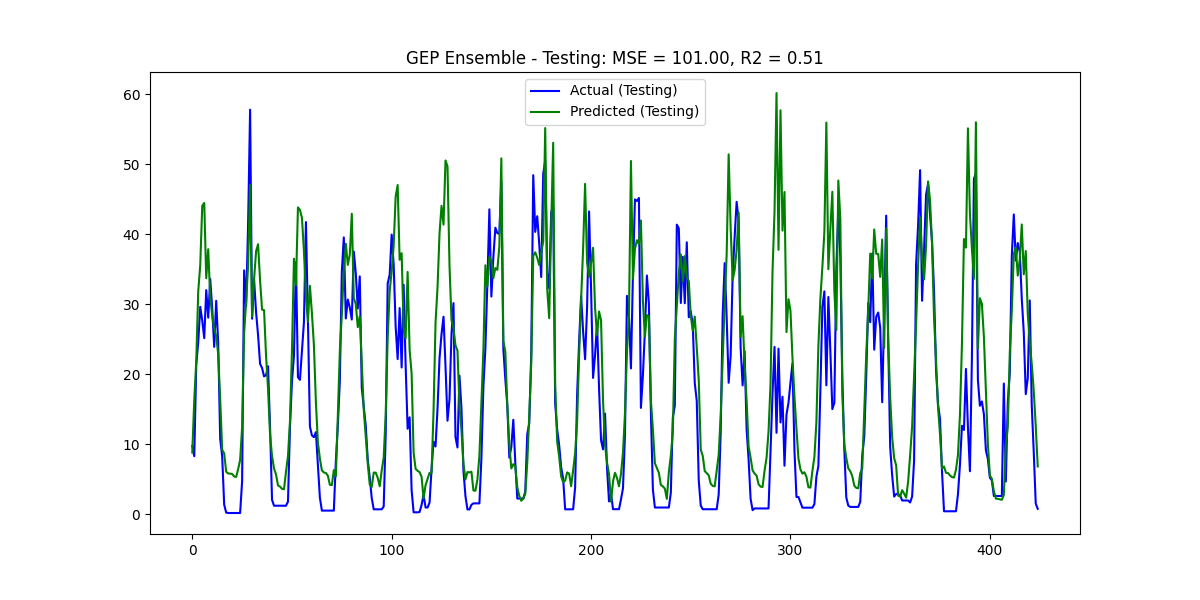 GEP Ensemble - Testing: MSE = 101.00, R2 = 0.51
Actual (Testing)
Predicted (Testing)
60
50
40
30
20
10
0
0 100 200 300 400